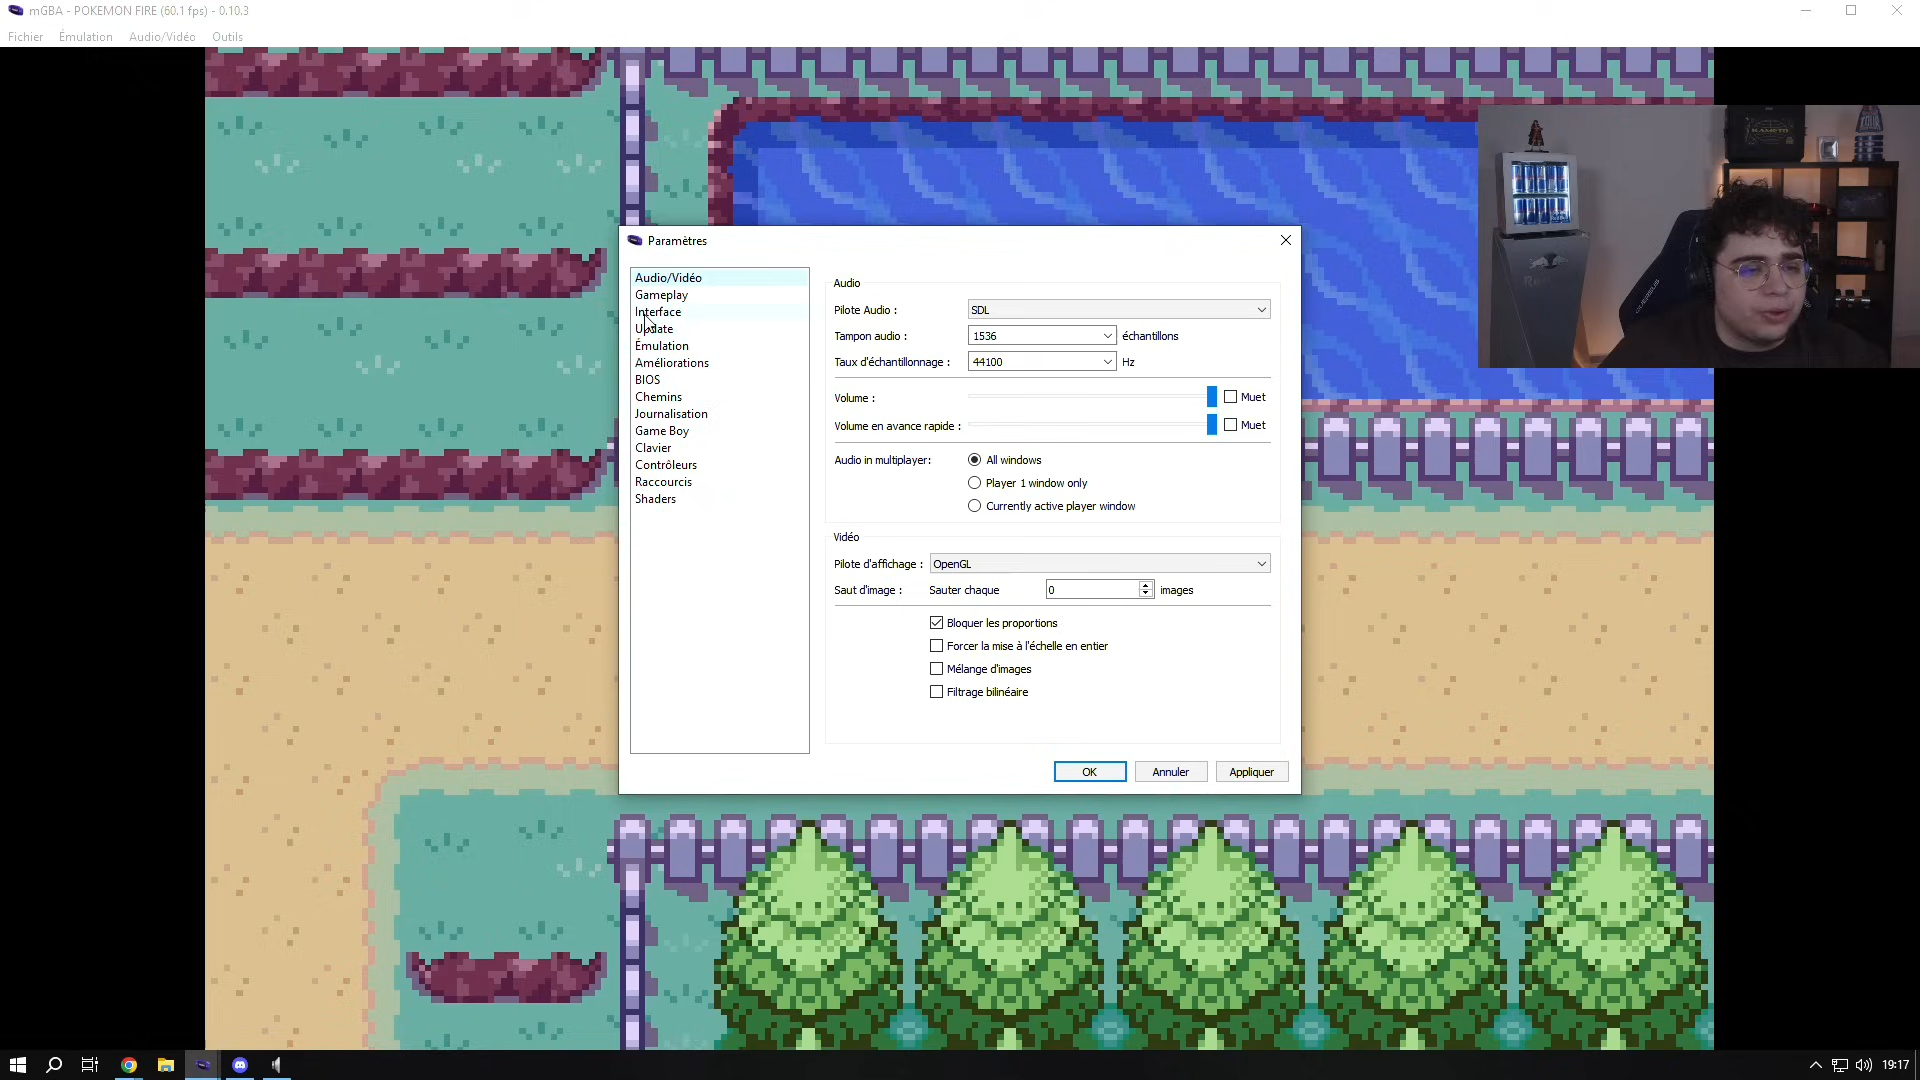 mGBA - POKEMON FIRE (60.1 fps) - 0.10.3
Fichier Émulation Audio/Vidéo Outils
Paramètres
Audio/Vidéo
Gameplay
Interface
Update
Émulation
Améliorations
BIOS
Chemins
Journalisation
Game Boy
Clavier
Contrôleurs
Raccourcis
Shaders
Audio
Pilote Audio : SDL
Tampon audio : 1536 échantillons
Taux d'échantillonnage : 44100 Hz
Volume : Muet
Volume en avance rapide : Muet
Audio in multiplayer: All windows
Player 1 window only
Currently active player window
Vidéo
Pilote d'affichage : OpenGL
Saut d'image : Sauter chaque 0 images
Bloquer les proportions
Forcer la mise à l'échelle en entier
Mélange d'images
Filtrage bilinéaire
OK Annuler Appliquer
19:17